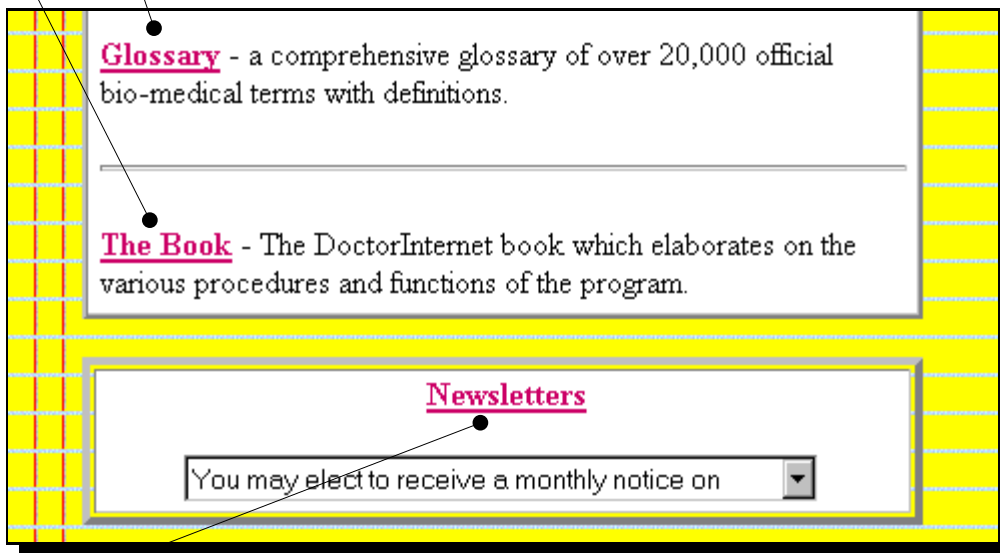 Glossary - a comprehensive glossary of over 20,000 official
bio-medical terms with definitions.
The Book - The DoctorInternet book which elaborates on the
various procedures and functions of the program.
Newsletters
You may elect to receive a monthly notice on